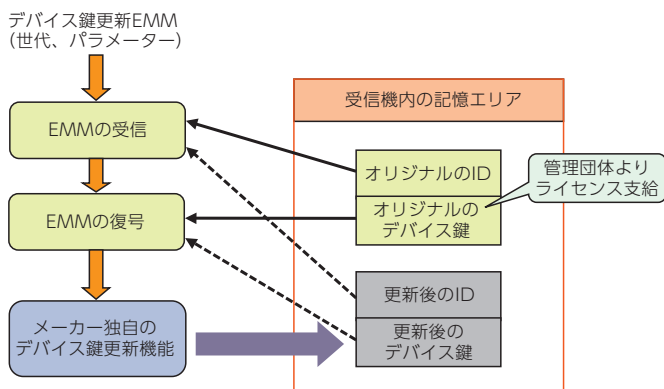 デバイス鍵更新EMM
(世代、パラメーター)
受信機内の記憶エリア
EMMの受信
オリジナルのID
管理団体より
ライセンス支給
EMMの復号
オリジナルの
デバイス鍵
更新後のID
メーカー独自の
デバイス鍵更新機能
更新後の
デバイス鍵